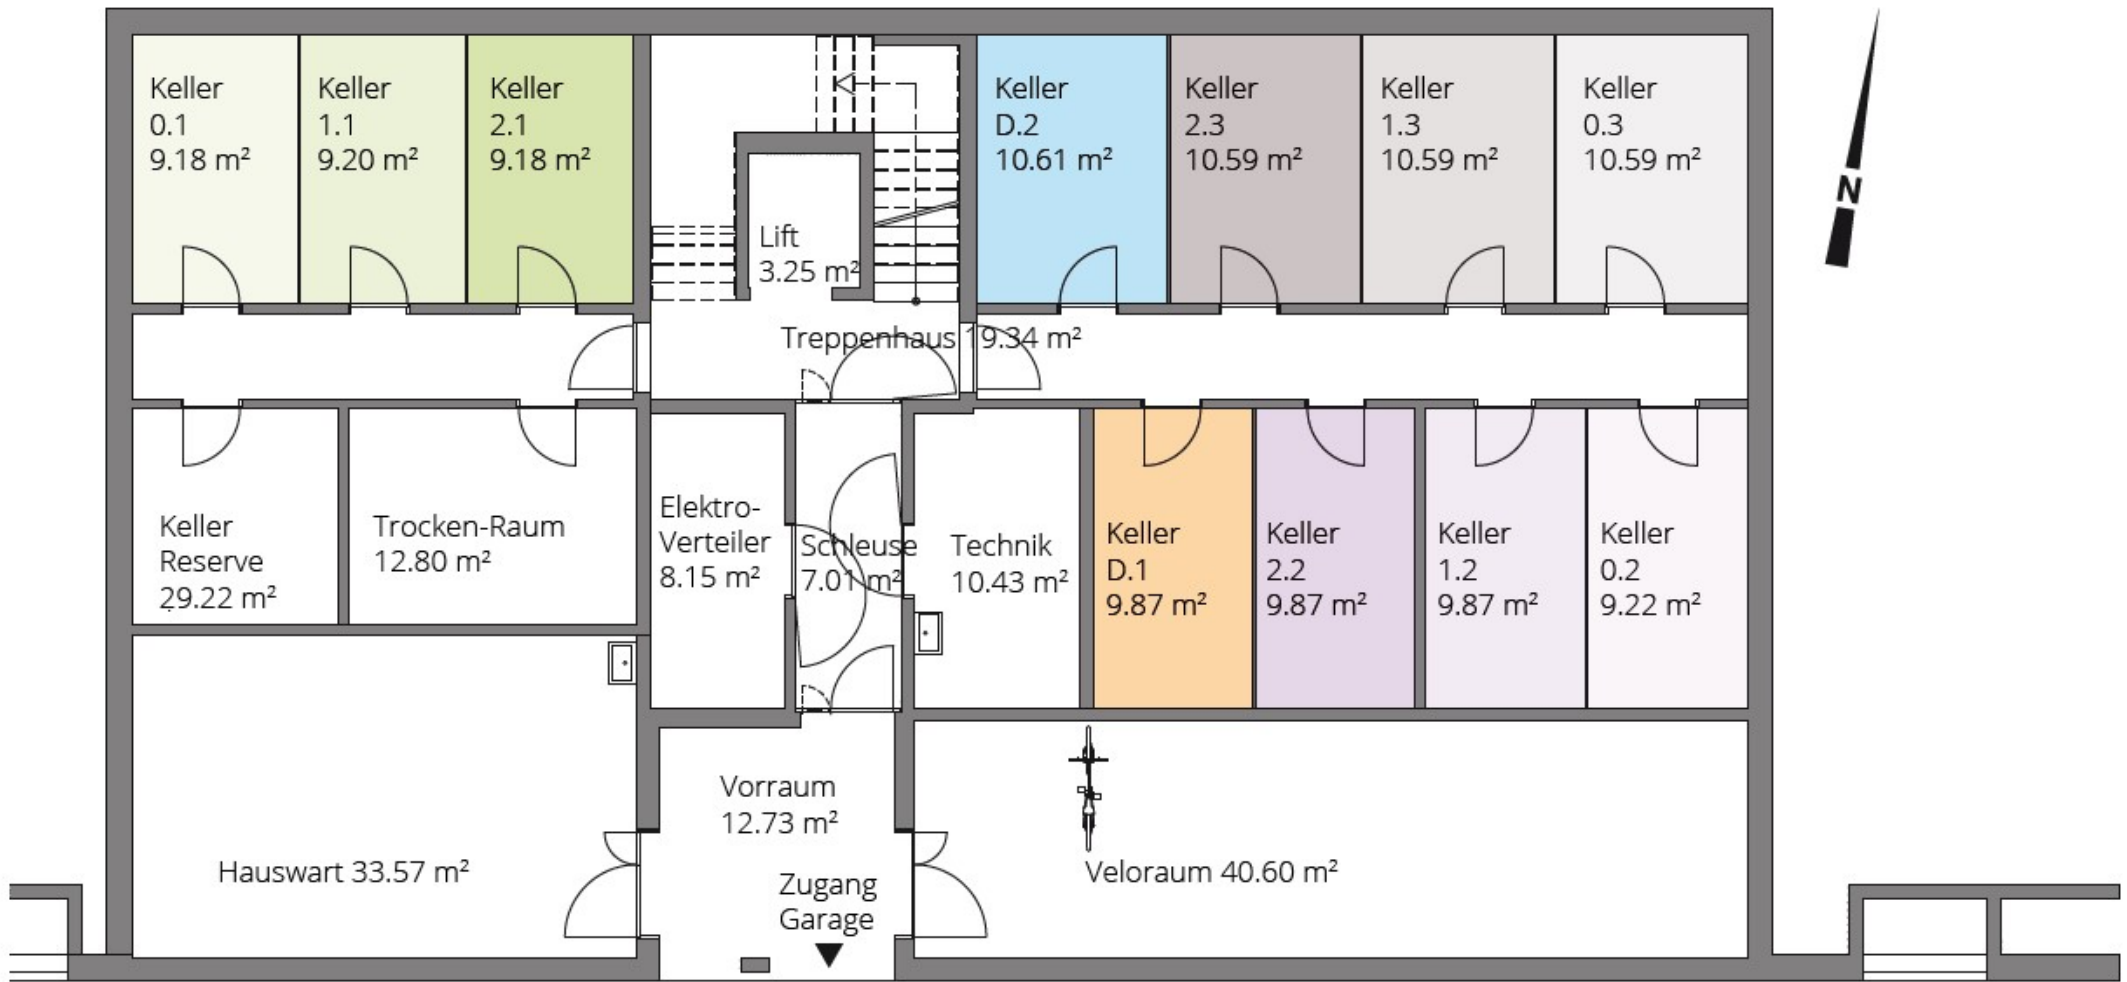 Keller
0.1
9.18 m²
Keller
1.1
9.20 m²
Keller
2.1
9.18 m²
Lift
3.25 m²
Keller
D.2
10.61 m²
Keller
2.3
10.59 m²
Keller
1.3
10.59 m²
Keller
0.3
10.59 m²
N
Treppenhaus 19.34 m²
Keller
Reserve
29.22 m²
Trocken-Raum
12.80 m²
Elektro-
Verteiler
8.15 m²
Schleuse
7.01 m²
Technik
10.43 m²
Keller
D.1
9.87 m²
Keller
2.2
9.87 m²
Keller
1.2
9.87 m²
Keller
0.2
9.22 m²
Hauswart 33.57 m²
Vorraum
12.73 m²
Zugang
Garage
Veloraum 40.60 m²